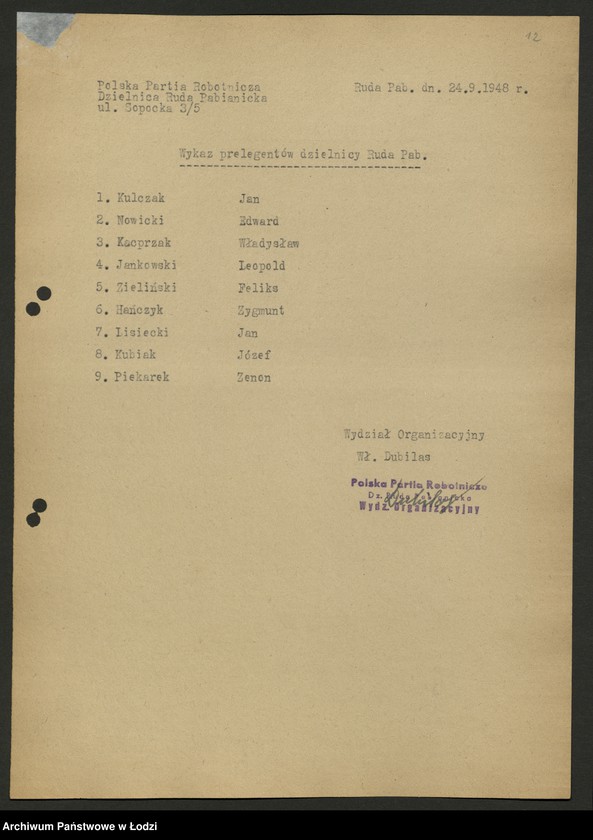 12
Polska Partia Robotnicza
Dzielnica Ruda Pabianicka
ul. Sopocka 3/5
Ruda Pab. dn. 24.9.1948 r.
Wykaz prelegentów dzielnicy Ruda Pab.
1. Kulczak Jan
2. Nowicki Edward
3. Kacprzak Władysław
4. Jankowski Leopold
5. Zieliński Feliks
6. Hańczyk Zygmunt
7. Lisiecki Jan
8. Kubiak Józef
9. Piekarek Zenon
Wydział Organizacyjny
Wł. Dubilas
Polska Partia Robotnicza
Dz.
Wydz. Organizacyjny
Archiwum Państwowe w Łodzi